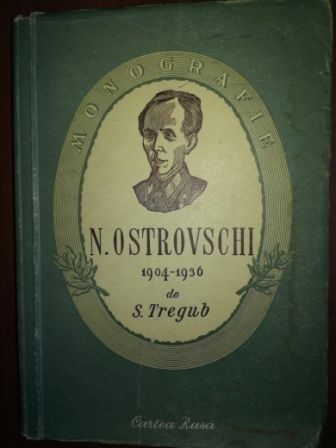 MONOGRAFIE
N. OSTROVSCHI
1904-1936
de
S. Tregub
Cartea Rusă